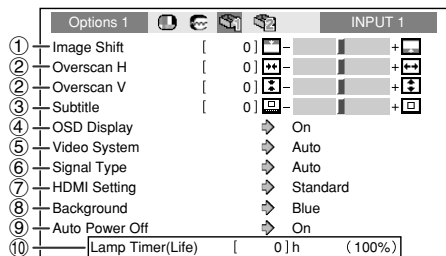 Options 1 INPUT 1
① Image Shift [ 0 ] − +
② Overscan H [ 0 ] − +
② Overscan V [ 0 ] − +
③ Subtitle [ 0 ] − +
④ OSD Display On
⑤ Video System Auto
⑥ Signal Type Auto
⑦ HDMI Setting Standard
⑧ Background Blue
⑨ Auto Power Off On
⑩ Lamp Timer(Life) [ 0 ] h (100%)